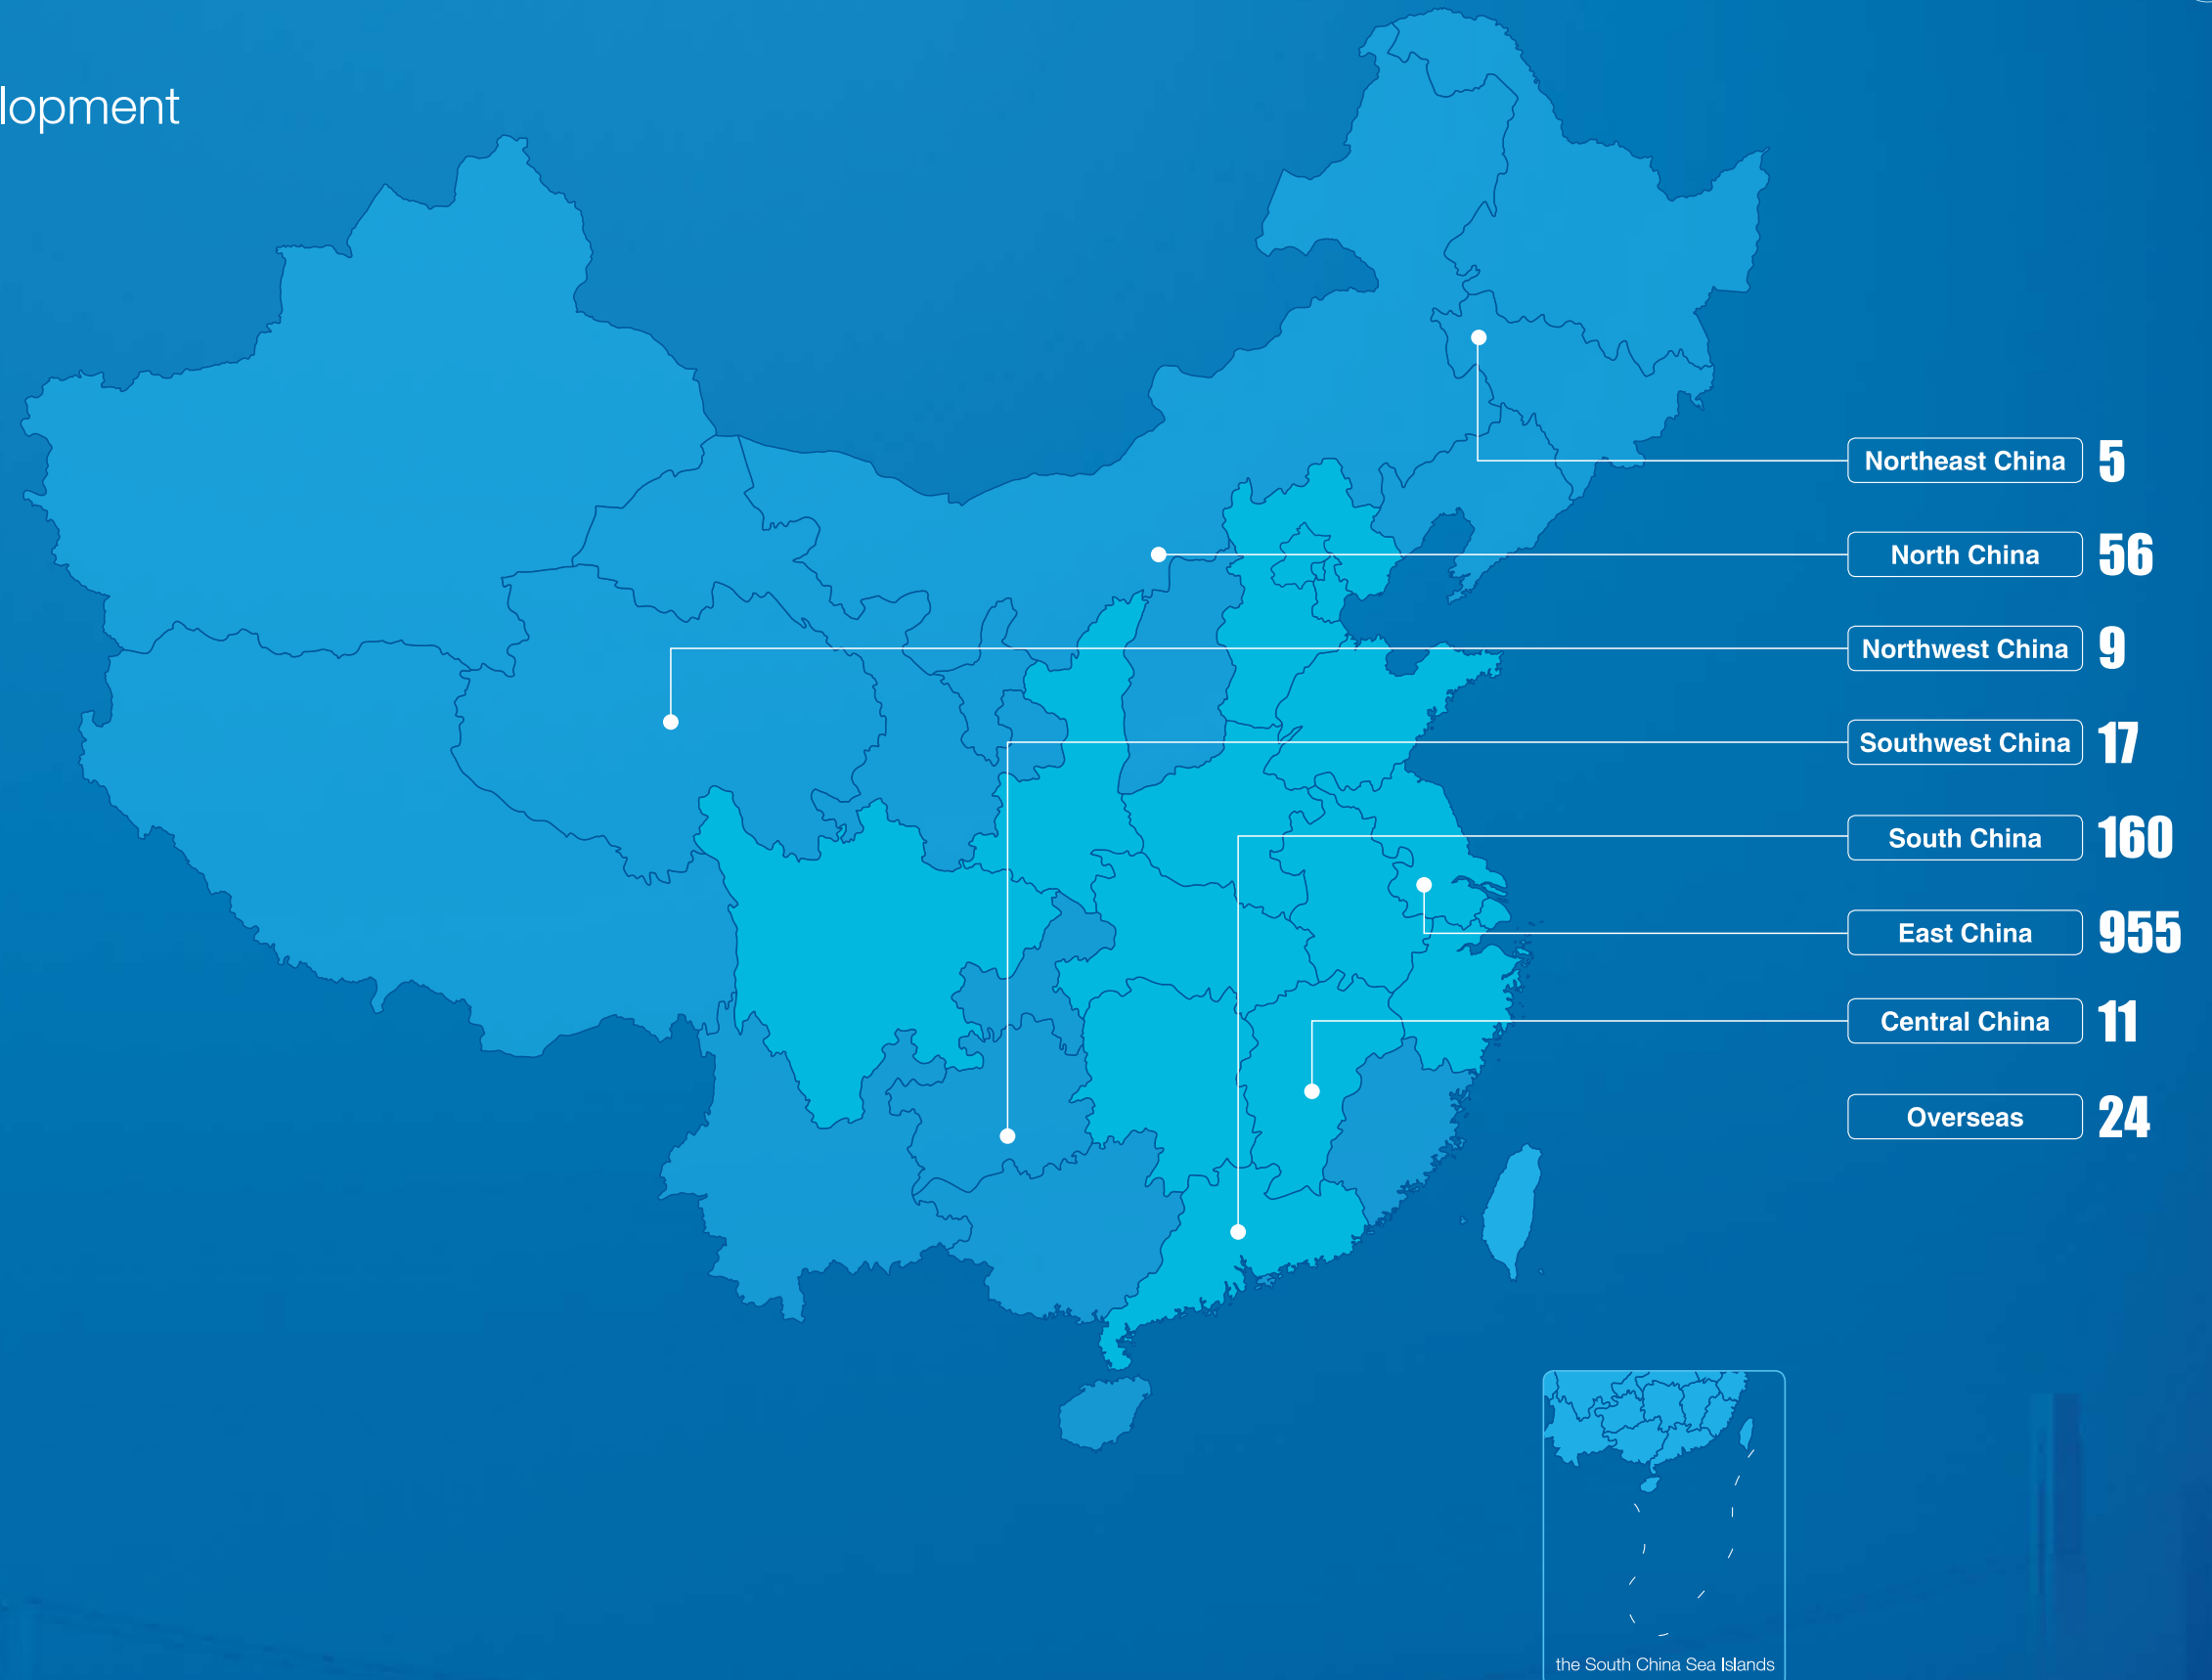 lopment
Northeast China 5
North China 56
Northwest China 9
Southwest China 17
South China 160
East China 955
Central China 11
Overseas 24
the South China Sea Islands